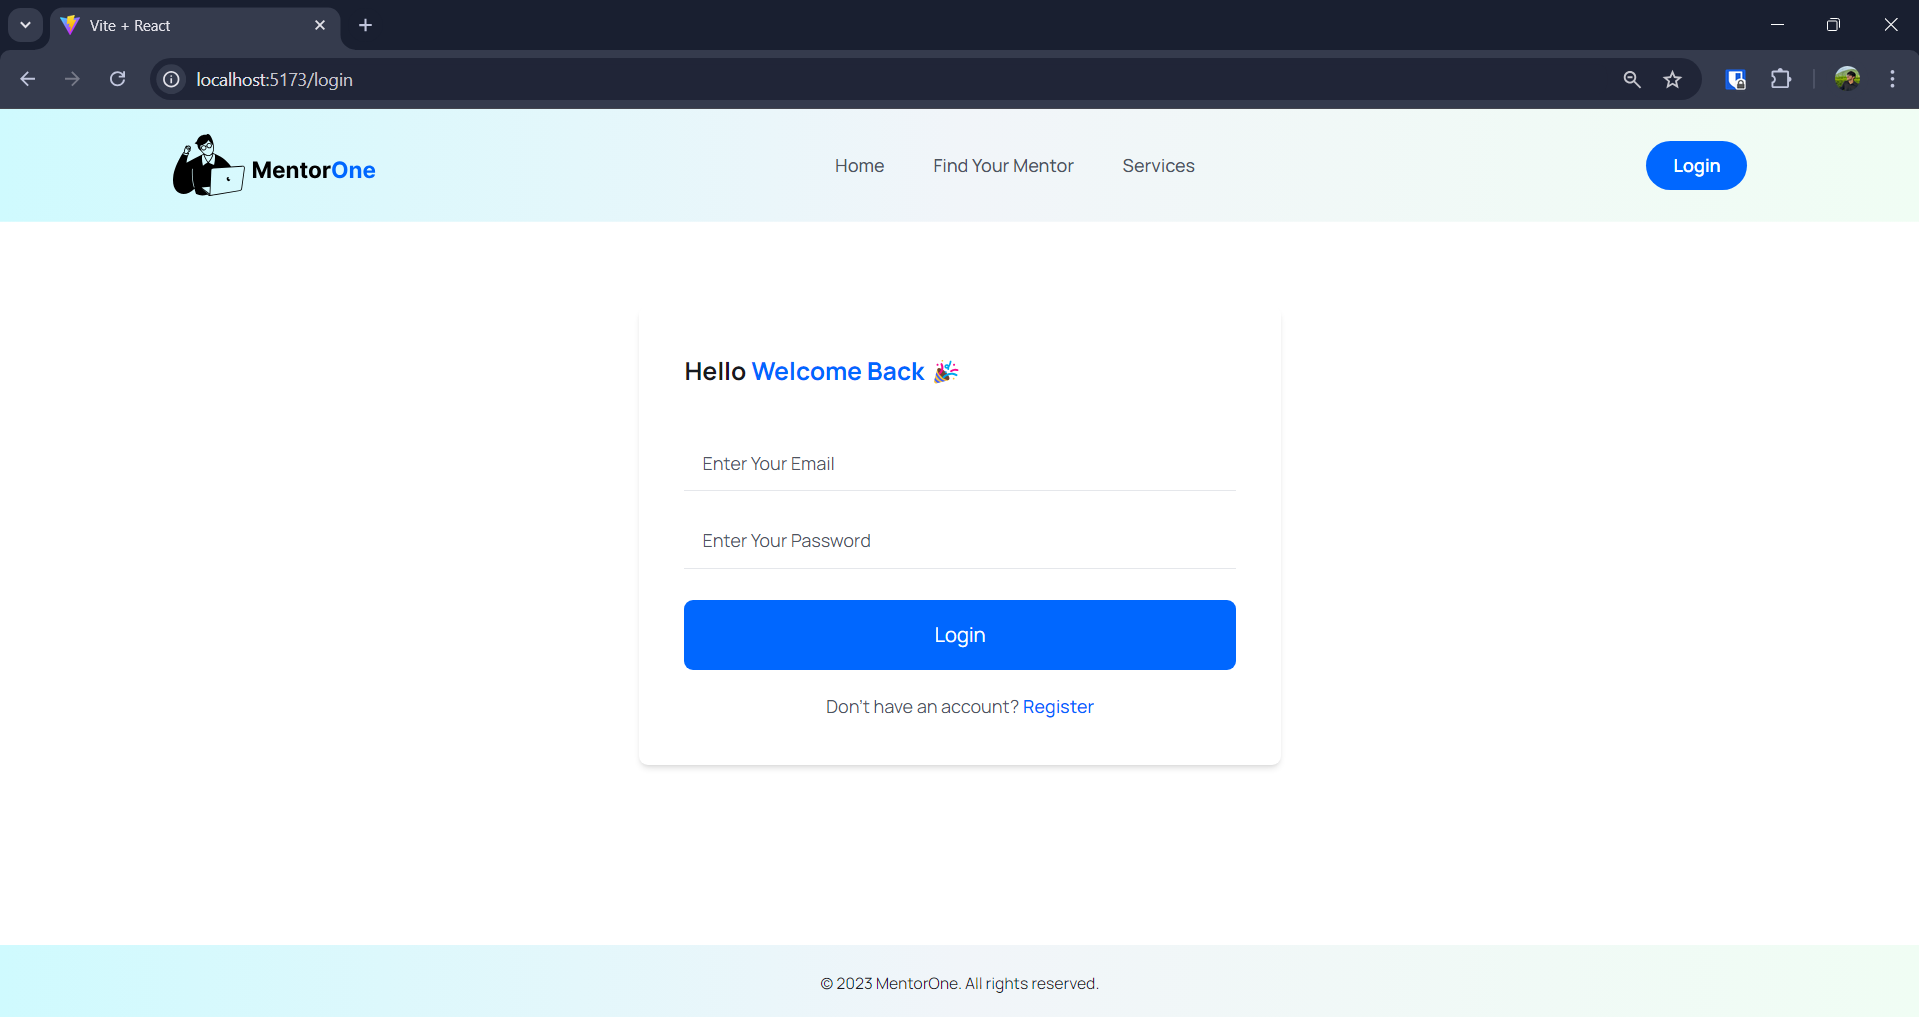 Vite + React
localhost:5173/login
MentorOne
Home Find Your Mentor Services
Login
Hello Welcome Back 🎉
Enter Your Email
Enter Your Password
Login
Don't have an account? Register
© 2023 MentorOne. All rights reserved.